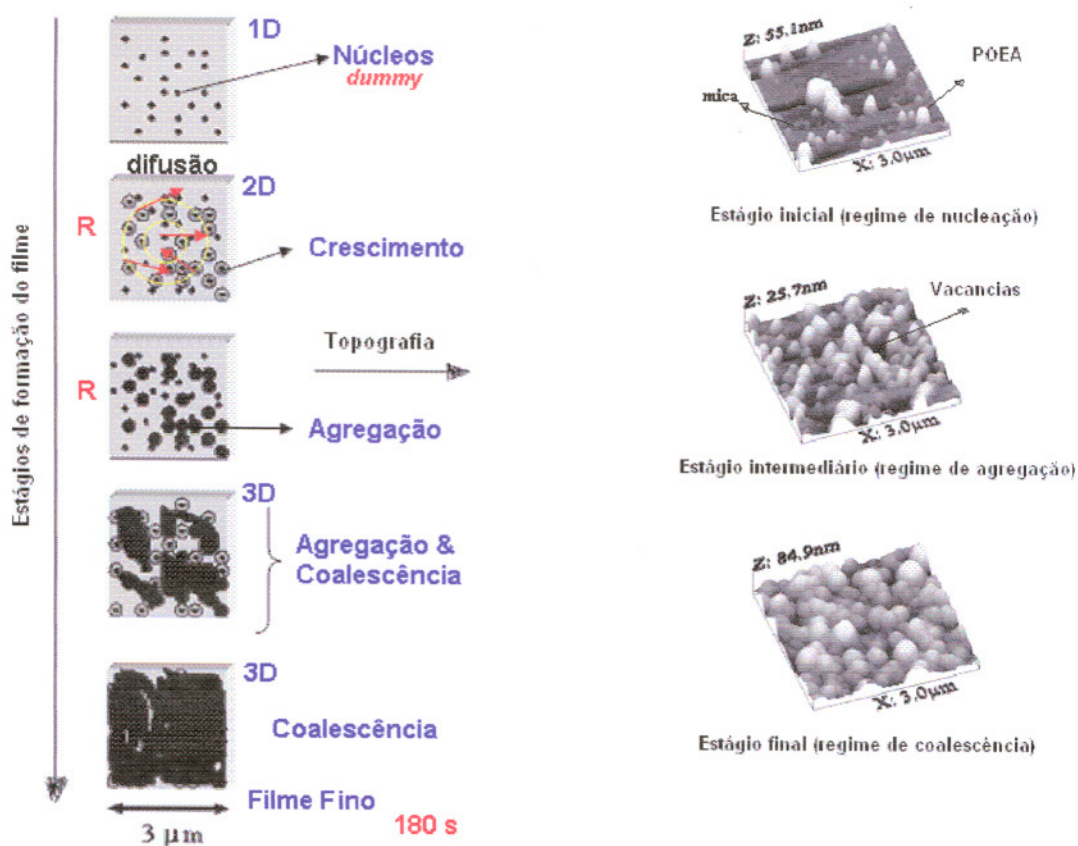 Estágios de formação do filme
1D
Núcleos
dummy
difusão
2D
R
Crescimento
R
Agregação
3D
Agregação &
Coalescência
3D
Coalescência
Filme Fino
180 s
3 µm
Topografia
Z: 55.1nm
POEA
mica
X: 3.0µm
Estágio inicial (regime de nucleação)
Z: 25.7nm
Vacancias
X: 3.0µm
Estágio intermediário (regime de agregação)
Z: 84.9nm
X: 3.0µm
Estágio final (regime de coalescência)